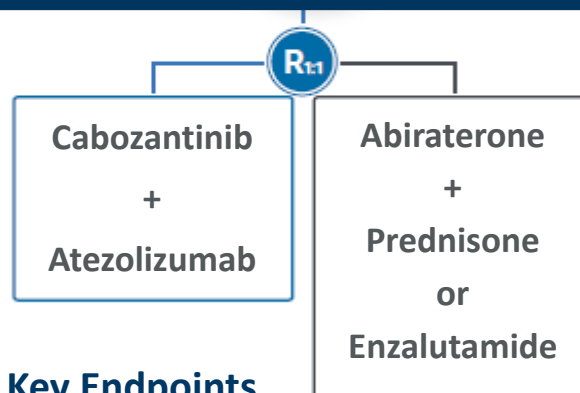 R1:1
Cabozantinib
+
Atezolizumab
Abiraterone
+
Prednisone
or
Enzalutamide
Key Endpoints